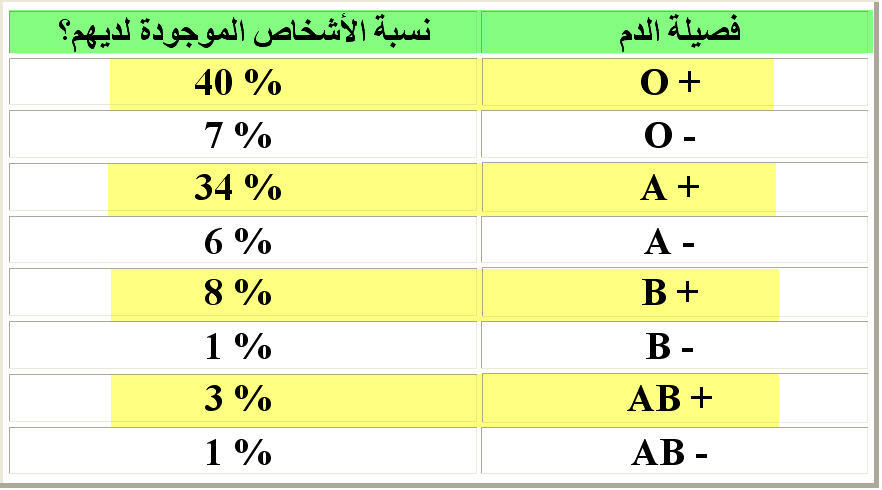 فصيلة الدم نسبة الأشخاص الموجودة لديهم؟
O + 40 %
O - 7 %
A + 34 %
A - 6 %
B + 8 %
B - 1 %
AB + 3 %
AB - 1 %